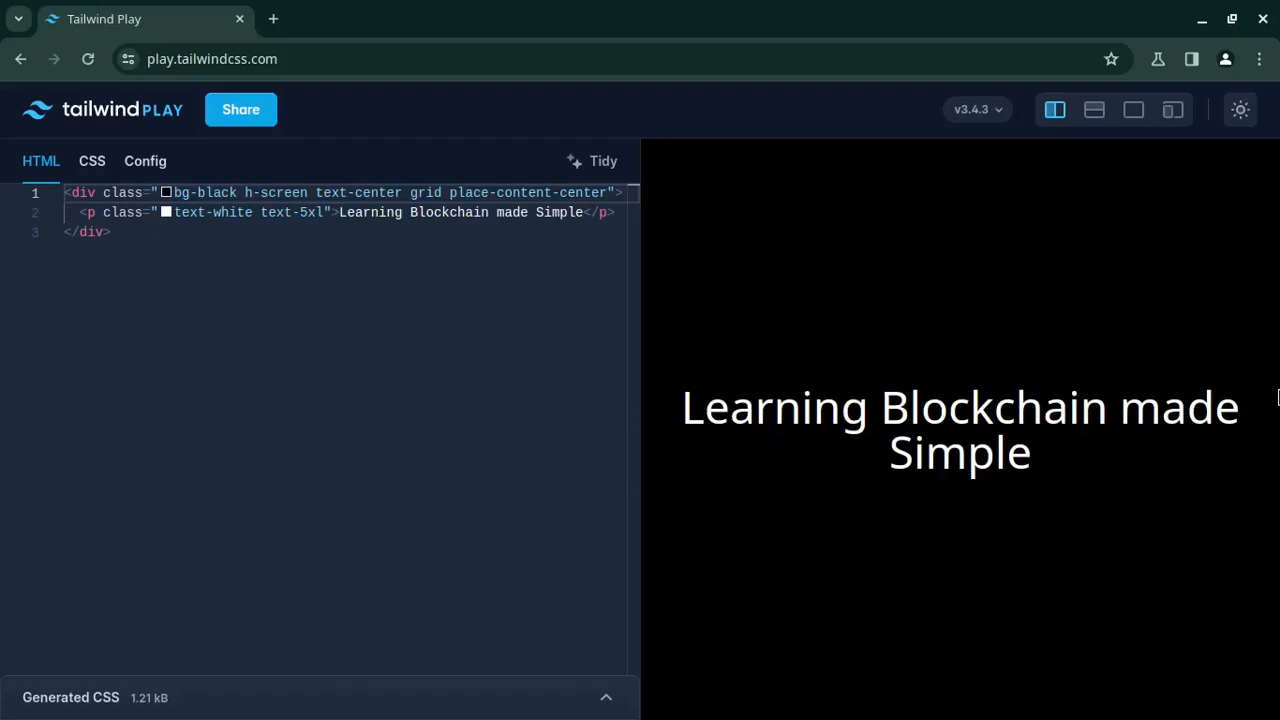 Tailwind Play
play.tailwindcss.com
tailwind PLAY
Share
v3.4.3
HTML CSS Config
Tidy
1 <div class="bg-black h-screen text-center grid place-content-center">
2 <p class="text-white text-5xl">Learning Blockchain made Simple</p>
3 </div>
Learning Blockchain made
Simple
Generated CSS 1.21 kB